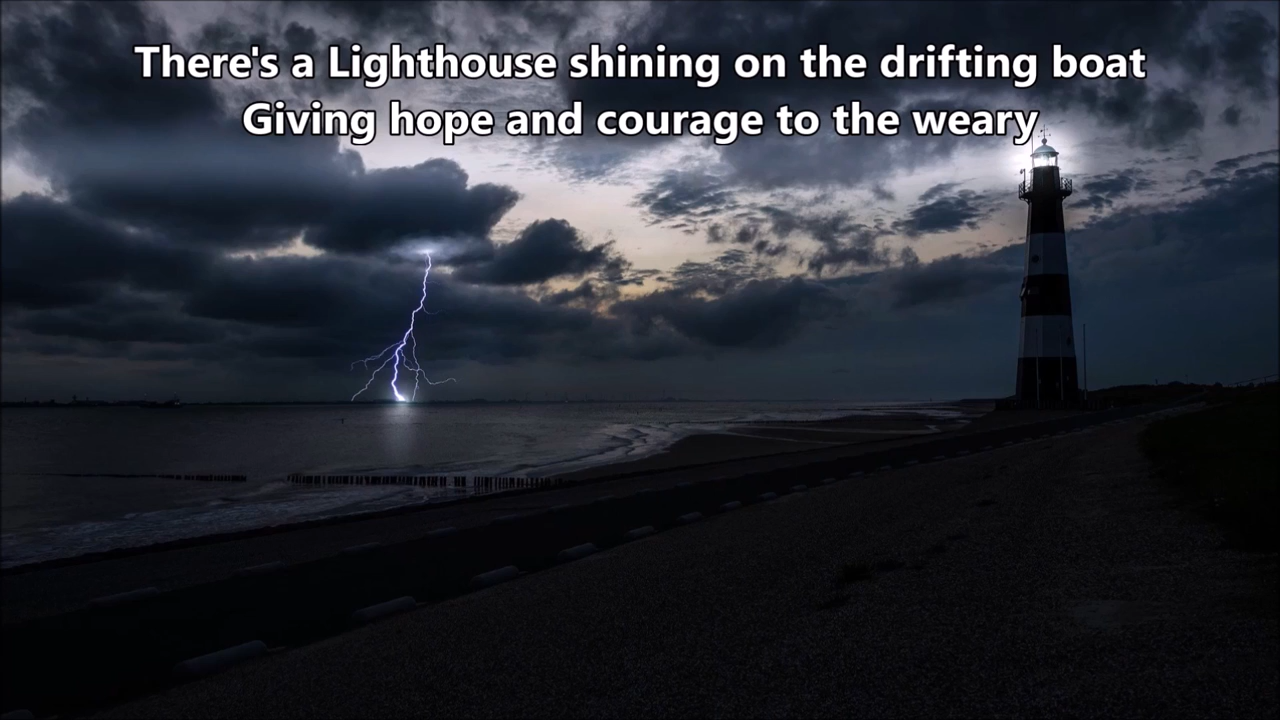 There's a Lighthouse shining on the drifting boat
Giving hope and courage to the weary